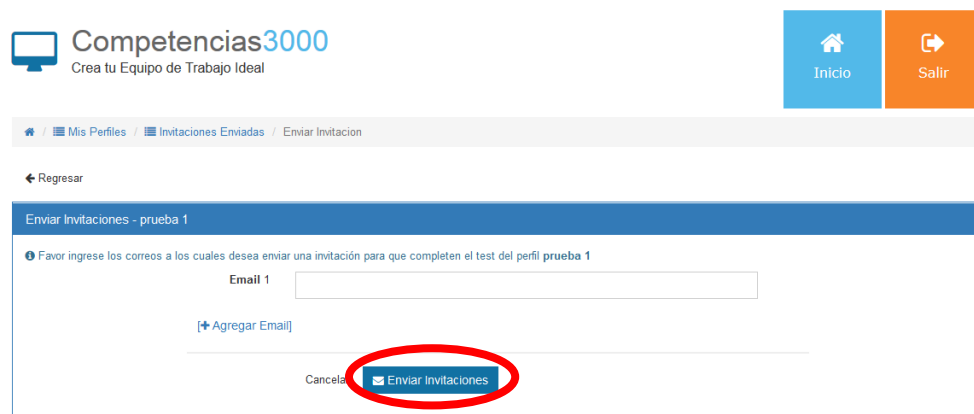 Competencias3000
Crea tu Equipo de Trabajo Ideal
Inicio
Salir
/ Mis Perfiles / Invitaciones Enviadas / Enviar Invitacion
Regresar
Enviar Invitaciones - prueba 1
Favor ingrese los correos a los cuales desea enviar una invitación para que completen el test del perfil prueba 1
Email 1
[+ Agregar Email]
Cancela
Enviar Invitaciones